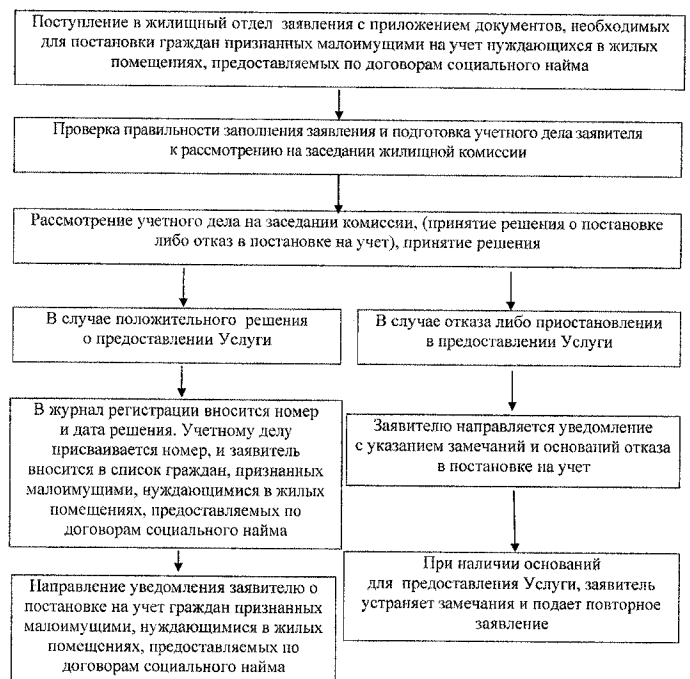 Поступление в жилищный отдел  заявления с приложением документов, необходимых
для постановки граждан признанных малоимущими на учет нуждающихся в жилых
помещениях, предоставляемых по договорам социального найма
Проверка правильности заполнения заявления и подготовка учетного дела заявителя
к рассмотрению на заседании жилищной комиссии
Рассмотрение учетного дела на заседании комиссии, (принятие решения о постановке
либо отказ в постановке на учет), принятие решения
В случае положительного  решения
о предоставлении Услуги
В случае отказа либо приостановлении
в предоставлении Услуги
В журнал регистрации вносится номер
и дата решения. Учетному делу
присваивается номер, и заявитель
вносится в список граждан, признанных
малоимущими, нуждающимися в жилых
помещениях, предоставляемых по
договорам социального найма
Заявителю направляется уведомление
с указанием замечаний и оснований отказа
в постановке на учет
Направление уведомления заявителю о
постановке на учет граждан признанных
малоимущими, нуждающимися в жилых
помещениях, предоставляемых по
договорам социального найма
При наличии оснований
для  предоставления Услуги, заявитель
устраняет замечания и подает повторное
заявление